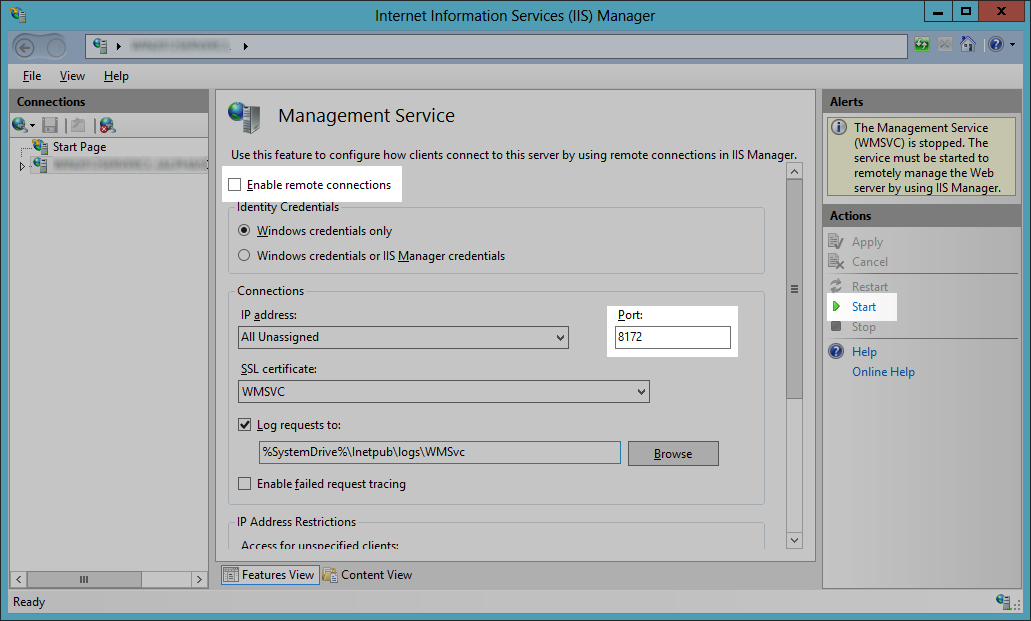 Internet Information Services (IIS) Manager
File View Help
Connections
Start Page
Management Service
Use this feature to configure how clients connect to this server by using remote connections in IIS Manager.
Enable remote connections
Identity Credentials
Windows credentials only
Windows credentials or IIS Manager credentials
Connections
IP address:
Port:
All Unassigned
8172
SSL certificate:
WMSVC
Log requests to:
%SystemDrive%\Inetpub\logs\WMSvc
Browse
Enable failed request tracing
IP Address Restrictions
Access for unspecified clients:
Features View
Content View
Alerts
The Management Service
(WMSVC) is stopped. The
service must be started to
remotely manage the Web
server by using IIS Manager.
Actions
Apply
Cancel
Restart
Start
Stop
Help
Online Help
Ready